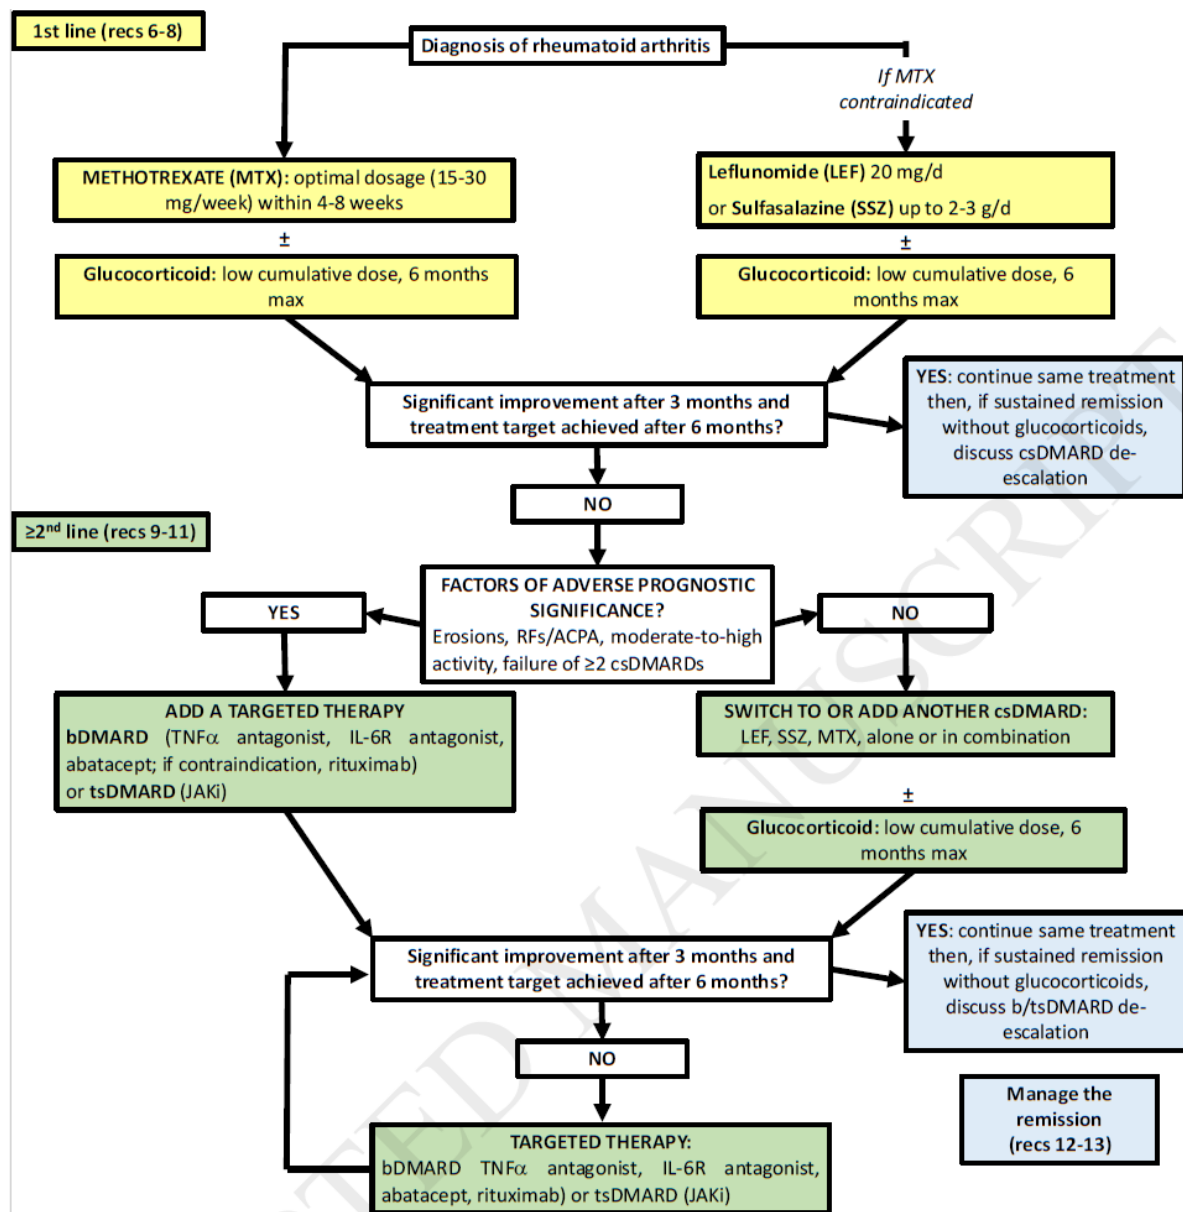 1st line (recs 6-8)
Diagnosis of rheumatoid arthritis
If MTX
contraindicated
METHOTREXATE (MTX): optimal dosage (15-30
mg/week) within 4-8 weeks
±
Glucocorticoid: low cumulative dose, 6 months
max
Leflunomide (LEF) 20 mg/d
or Sulfasalazine (SSZ) up to 2-3 g/d
±
Glucocorticoid: low cumulative dose, 6
months max
Significant improvement after 3 months and
treatment target achieved after 6 months?
YES: continue same treatment
then, if sustained remission
without glucocorticoids,
discuss csDMARD de-
escalation
NO
≥2nd line (recs 9-11)
FACTORS OF ADVERSE PROGNOSTIC
SIGNIFICANCE?
Erosions, RFs/ACPA, moderate-to-high
activity, failure of ≥2 csDMARDs
YES
NO
ADD A TARGETED THERAPY
bDMARD (TNFα antagonist, IL-6R antagonist,
abatacept; if contraindication, rituximab)
or tsDMARD (JAKi)
SWITCH TO OR ADD ANOTHER csDMARD:
LEF, SSZ, MTX, alone or in combination
±
Glucocorticoid: low cumulative dose, 6
months max
Significant improvement after 3 months and
treatment target achieved after 6 months?
YES: continue same treatment
then, if sustained remission
without glucocorticoids,
discuss b/tsDMARD de-
escalation
NO
Manage the
remission
(recs 12-13)
TARGETED THERAPY:
bDMARD TNFα antagonist, IL-6R antagonist,
abatacept, rituximab) or tsDMARD (JAKi)
TED MANUSCRIPT